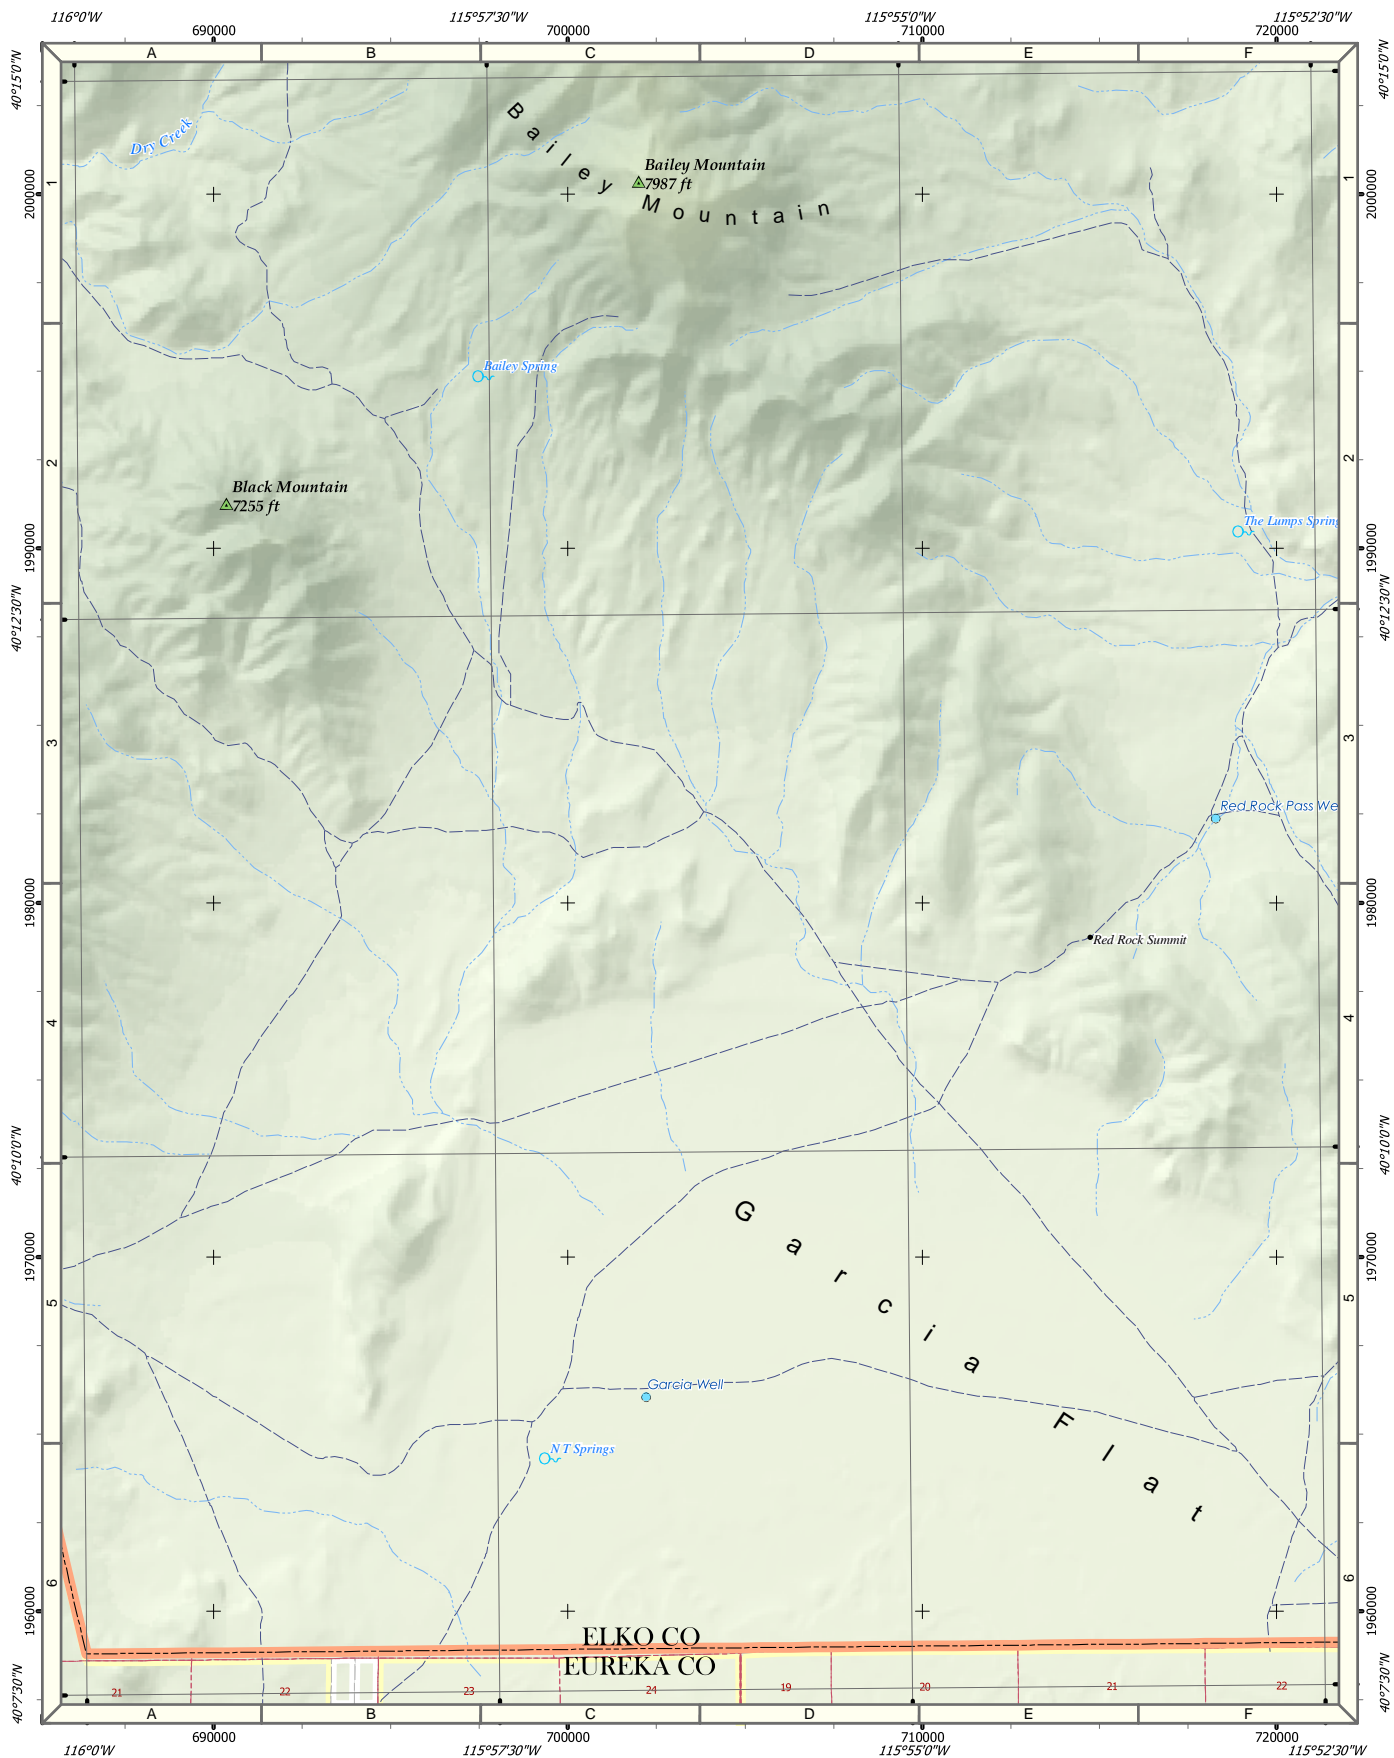 116°0'W 115°57'30"W 115°55'0"W 115°52'30"W
690000 700000 710000 720000
A B C D E F
40°15'0"N 40°15'0"N
Dry Creek
Bailey Mountain
7987 ft
Bailey Mountain
1 1
2000000 2000000
Bailey Spring
2 2
Black Mountain
7255 ft
The Lumps Spring
1990000 1990000
40°12'30"N 40°12'30"N
3 3
Red Rock Pass We
1980000 1980000
Red Rock Summit
4 4
40°10'0"N 40°10'0"N
Garcia Flat
1970000 1970000
5 5
Garcia Well
N T Springs
6 6
1960000 1960000
ELKO CO
EUREKA CO
40°7'30"N 40°7'30"N
21 22 23 24 19 20 21 22
A B C D E F
690000 700000 710000 720000
116°0'W 115°57'30"W 115°55'0"W 115°52'30"W